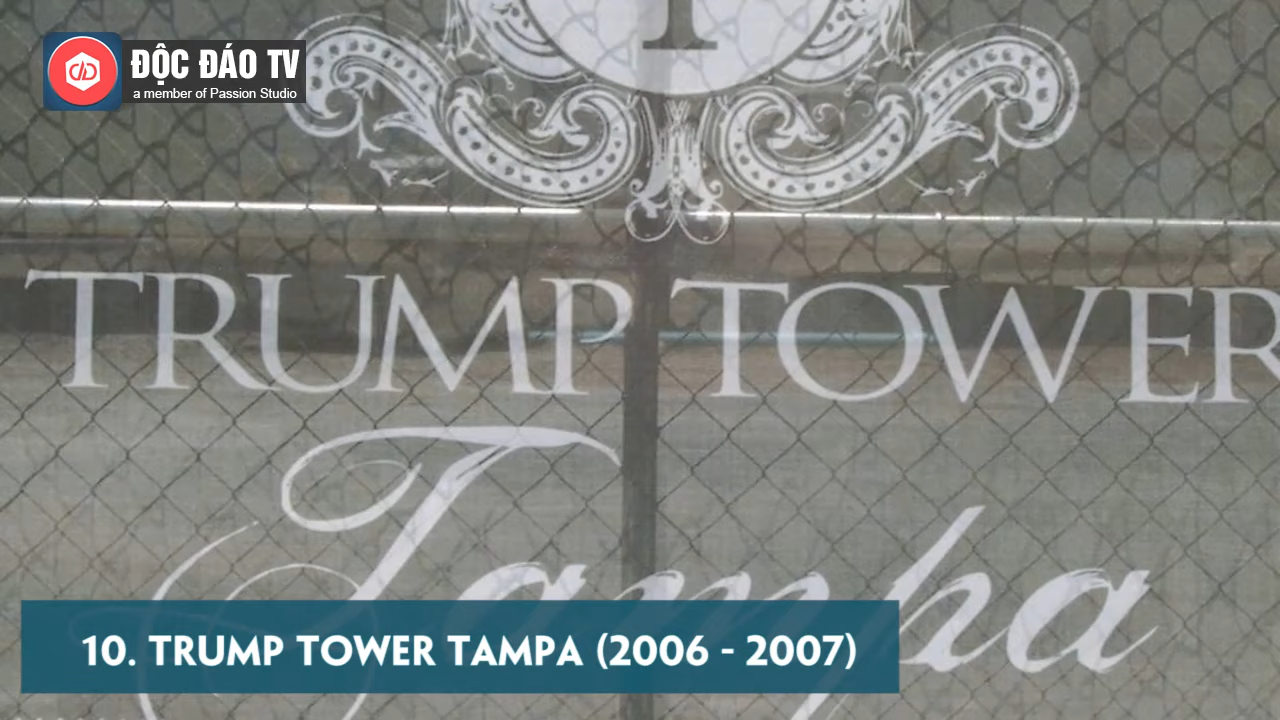 ĐỘC ĐÁO TV
a member of Passion Studio
T
TRUMP TOWER
Tampa
10. TRUMP TOWER TAMPA (2006 - 2007)